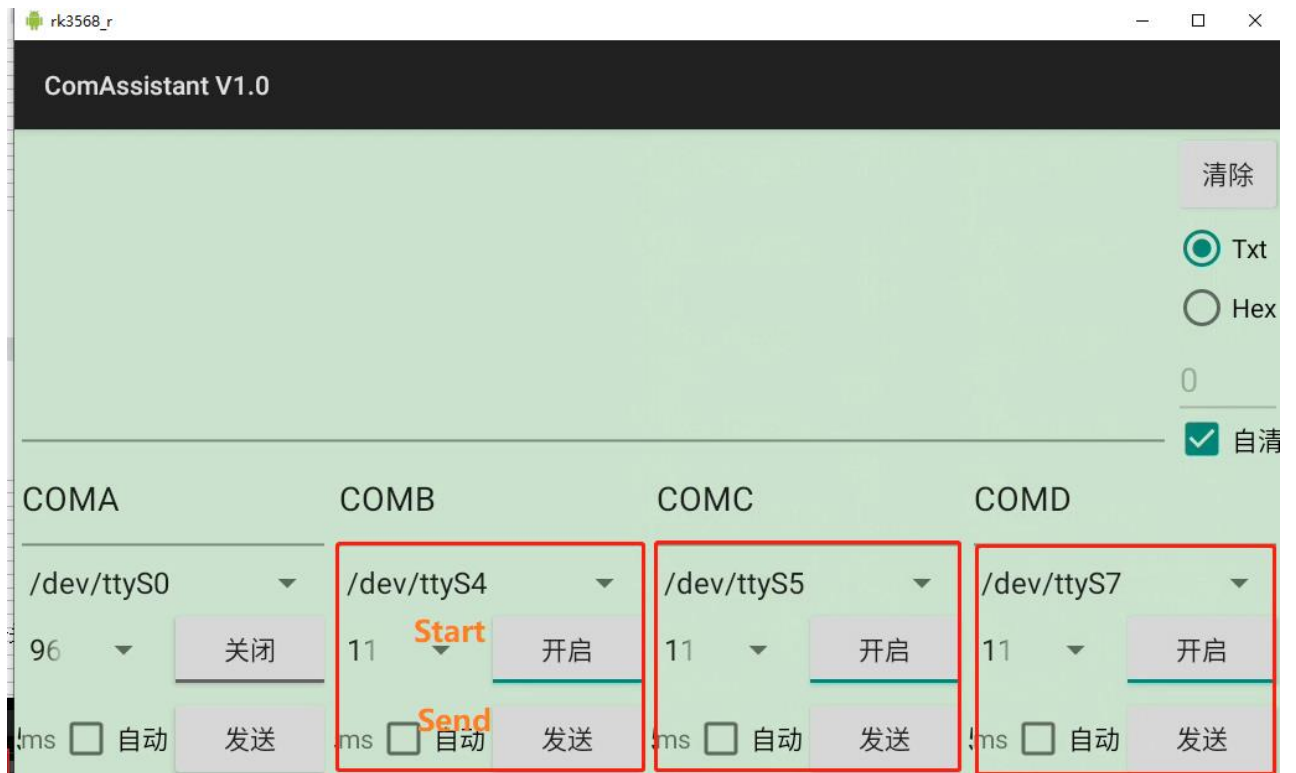 rk3568_r
ComAssistant V1.0
清除
Txt
Hex
0
自清
COMA COMB COMC COMD
/dev/ttyS0 /dev/ttyS4 /dev/ttyS5 /dev/ttyS7
96 关闭 11 Start 开启 11 开启 11 开启
ms 自动 发送 ms Send 自动 发送 ms 自动 发送 ms 自动 发送